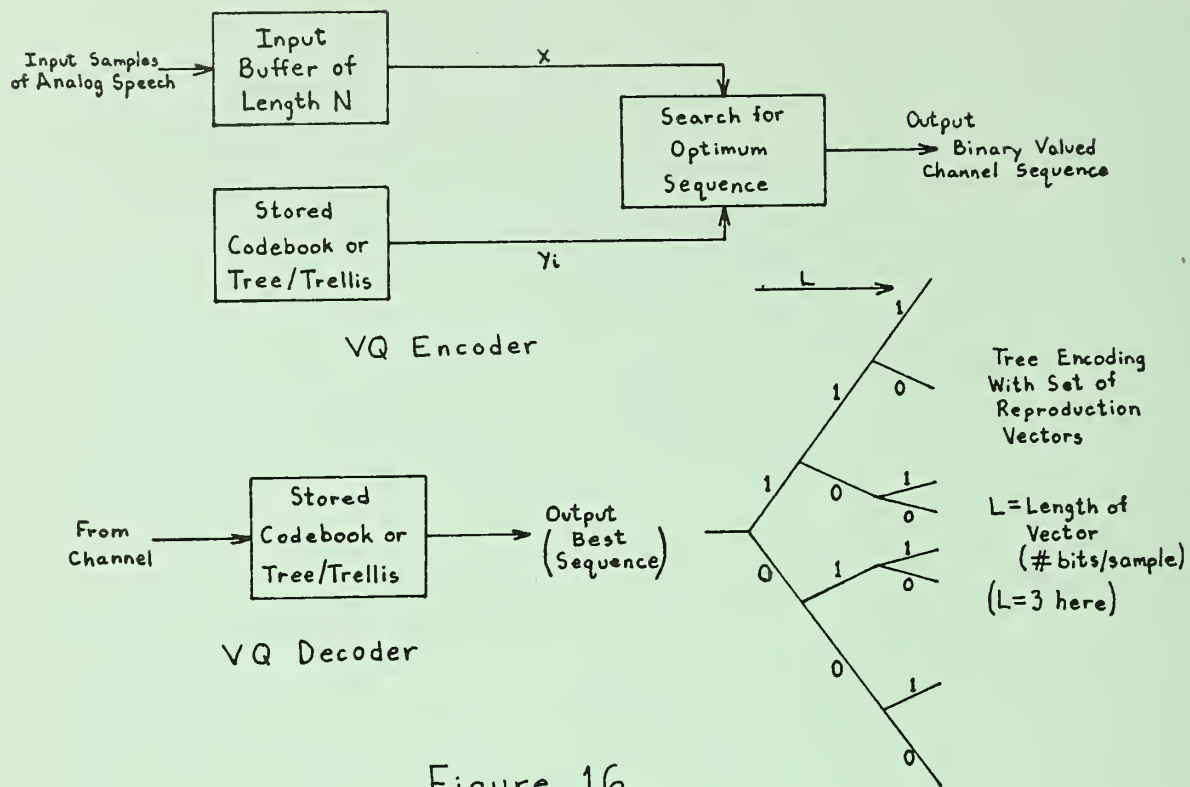 Input Samples
of Analog Speech
Input
Buffer of
Length N
x
Stored
Codebook or
Tree/Trellis
yi
Search for
Optimum
Sequence
Output
Binary Valued
Channel Sequence
VQ Encoder
L
1
1
0
1
0
1
0
0
1
1
0
0
1
0
Tree Encoding
With Set of
Reproduction
Vectors
L=Length of
Vector
(# bits/sample)
(L=3 here)
From
Channel
Stored
Codebook or
Tree/Trellis
Output
Best
(Sequence)
VQ Decoder
Figure 16